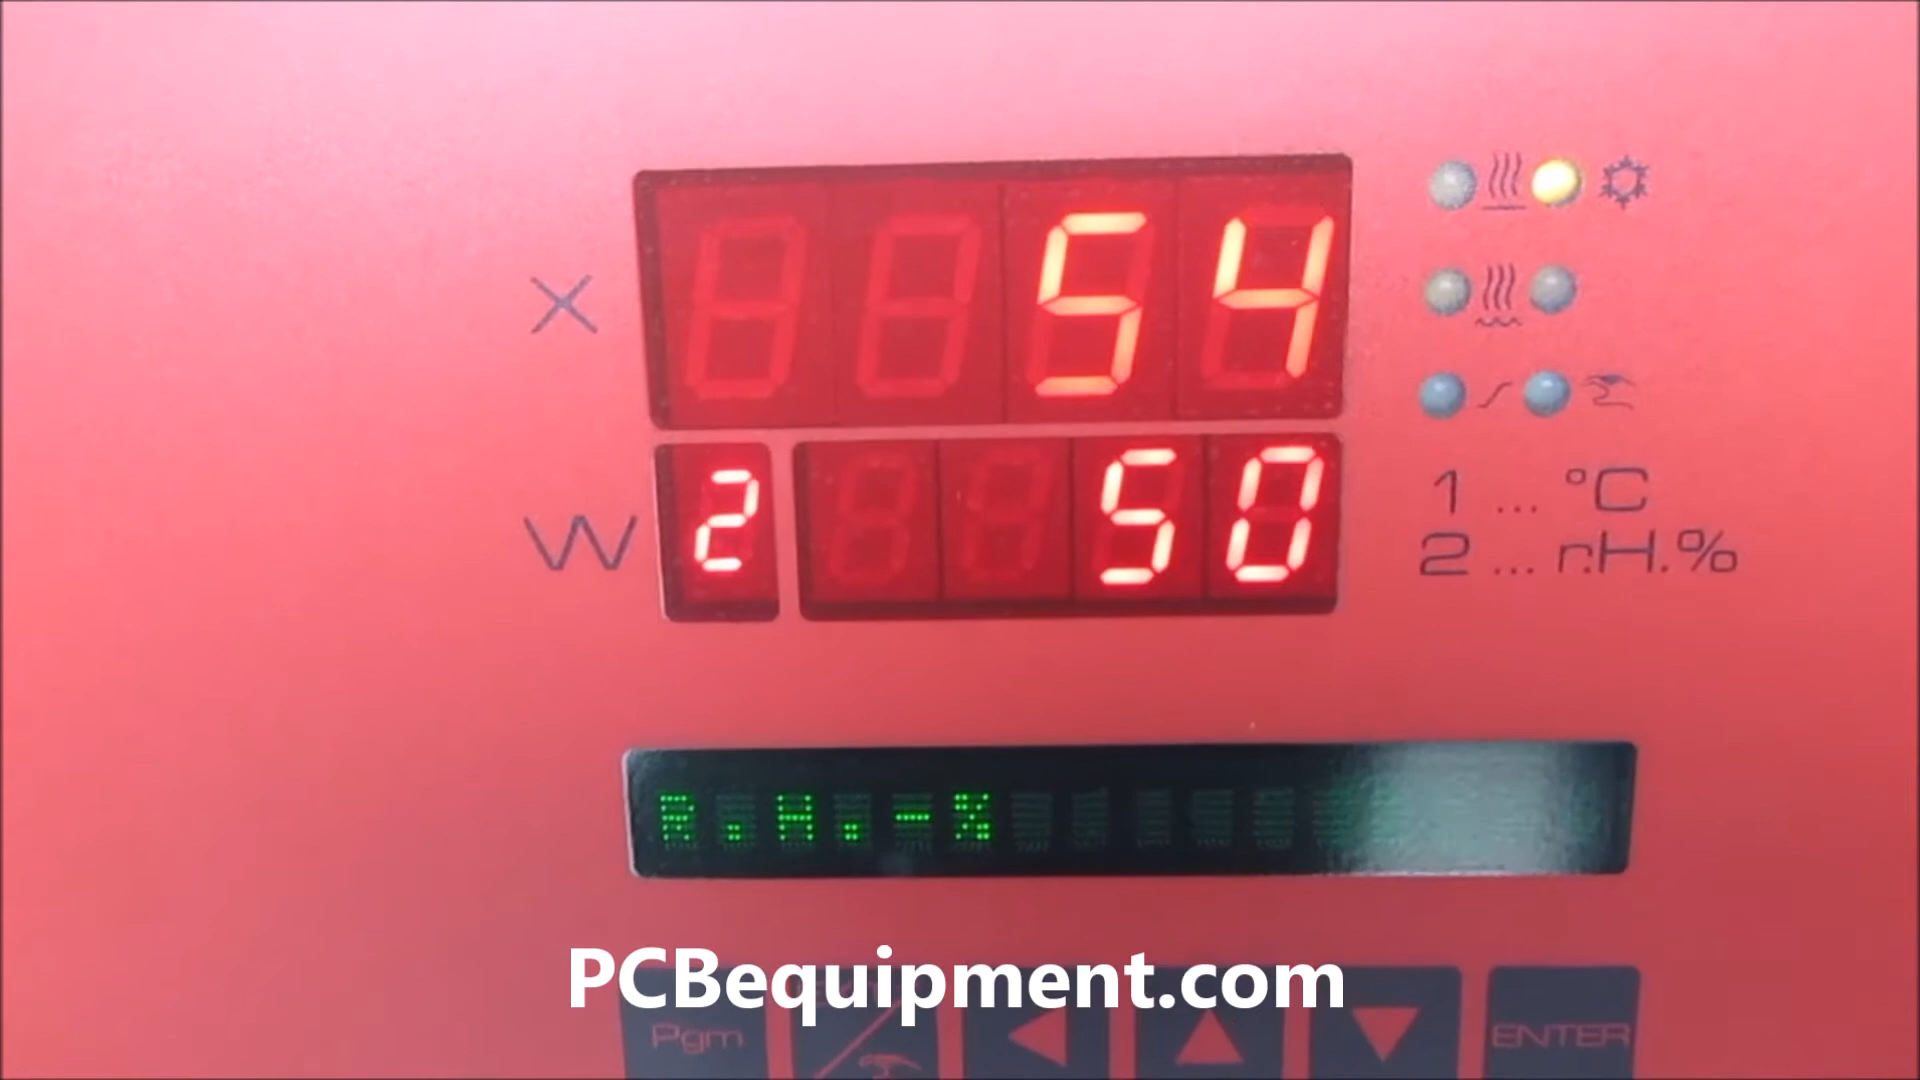 X 54
W 2 50
1 ... °C
2 ... r.H.%
R.H.-%
PCBequipment.com
Pgm
ENTER